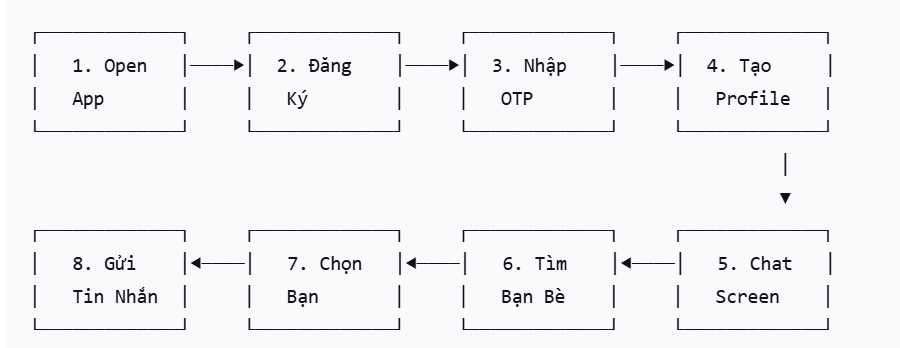 1. Open App
2. Đăng Ký
3. Nhập OTP
4. Tạo Profile
5. Chat Screen
6. Tìm Bạn Bè
7. Chọn Bạn
8. Gửi Tin Nhắn